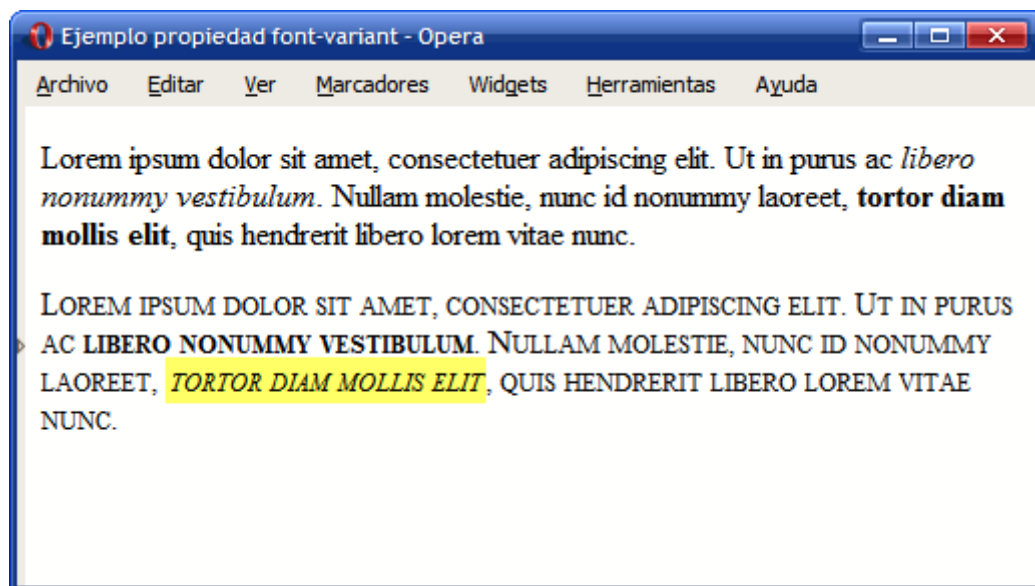 Ejemplo propiedad font-variant - Opera
Archivo Editar Ver Marcadores Widgets Herramientas Ayuda
Lorem ipsum dolor sit amet, consectetuer adipiscing elit. Ut in purus ac libero
nonummy vestibulum. Nullam molestie, nunc id nonummy laoreet, tortor diam
mollis elit, quis hendrerit libero lorem vitae nunc.
LOREM IPSUM DOLOR SIT AMET, CONSECTETUER ADIPISCING ELIT. UT IN PURUS
AC LIBERO NONUMMY VESTIBULUM. NULLAM MOLESTIE, NUNC ID NONUMMY
LAOREET, TORTOR DIAM MOLLIS ELIT, QUIS HENDRERIT LIBERO LOREM VITAE
NUNC.